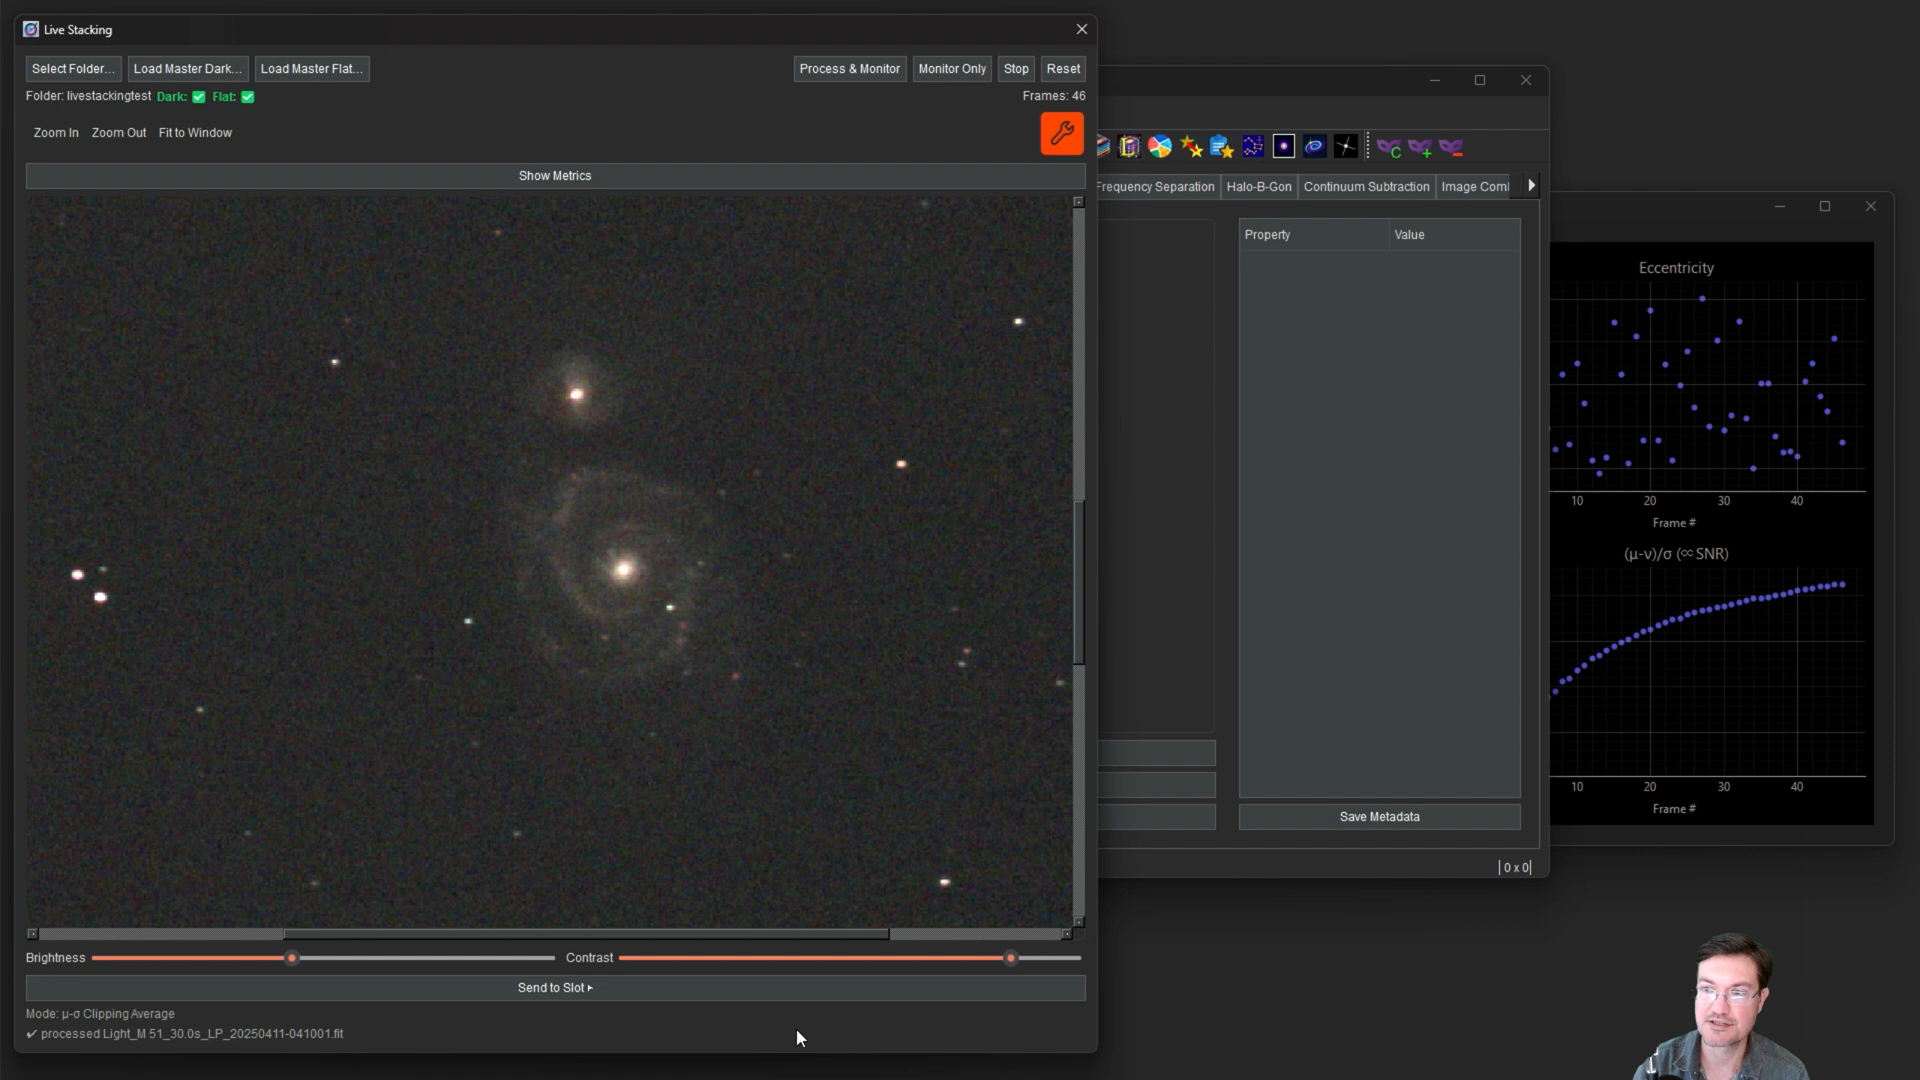 Live Stacking
Select Folder... Load Master Dark... Load Master Flat... Process & Monitor Monitor Only Stop Reset
Folder: livestackingtest Dark: ✅ Flat: ✅ Frames: 46
Zoom In Zoom Out Fit to Window
Show Metrics
Frequency Separation Halo-B-Gon Continuum Subtraction Image Com
Property Value
Save Metadata
0 x 0
Eccentricity
10 20 30 40
Frame #
(μ-ν)/σ (∝ SNR)
10 20 30 40
Frame #
Brightness Contrast
Send to Slot
Mode: μ-σ Clipping Average
✔ processed Light_M 51_30.0s_LP_20250411-041001.fit